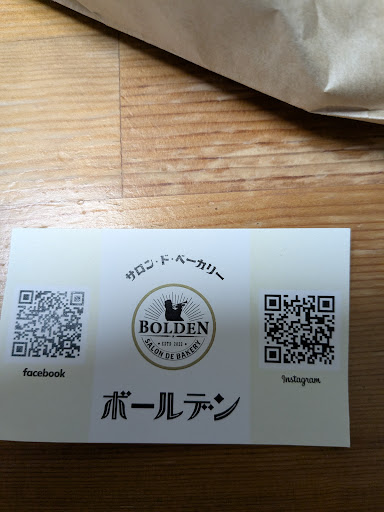 サロン・ド・ベーカリー
BOLDEN
SALON DE BAKERY
facebook
Instagram
ボールデン